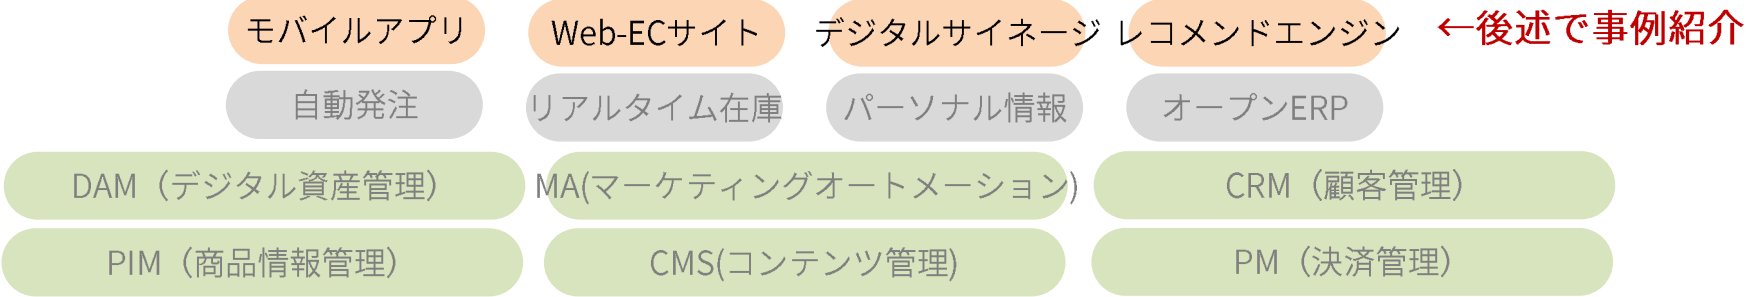 モバイルアプリ Web-ECサイト デジタルサイネージ レコメンドエンジン ←後述で事例紹介
自動発注 リアルタイム在庫 パーソナル情報 オープンERP
DAM（デジタル資産管理） MA(マーケティングオートメーション) CRM（顧客管理）
PIM（商品情報管理） CMS(コンテンツ管理) PM（決済管理）